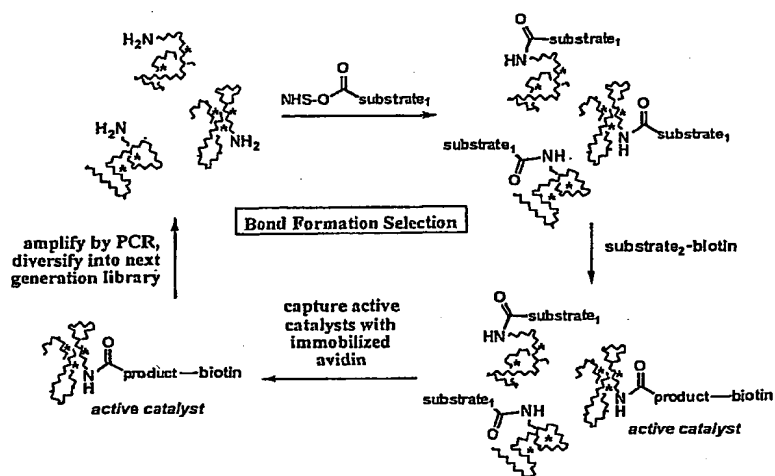 H₂N
H₂N
NH₂
*
*
*
*
*
O
NHS-O
substrate₁
O
substrate₁
HN
*
*
O
N
H
substrate₁
substrate₁
NH
O
*
Bond Formation Selection
amplify by PCR,
diversify into next
generation library
substrate₂-biotin
capture active
catalysts with
immobilized
avidin
O
N
H
product—biotin
active catalyst
O
substrate₁
HN
*
substrate₁
NH
O
*
O
N
H
product—biotin
active catalyst